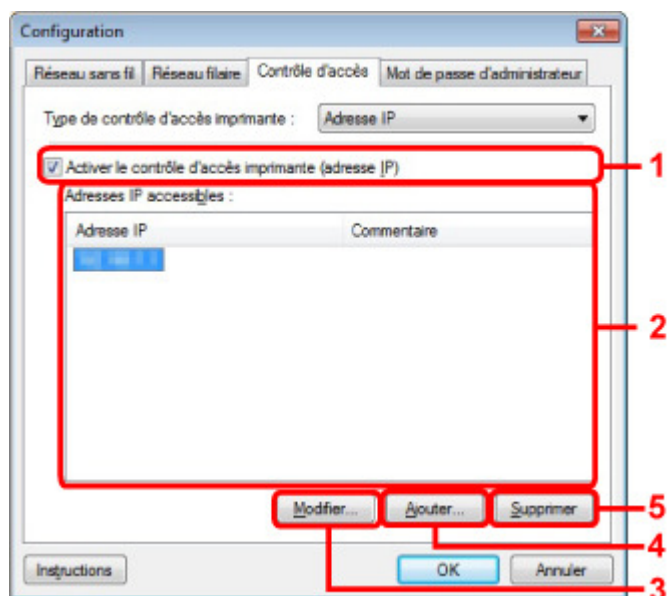 Configuration
Réseau sans fil Réseau filaire Contrôle d'accès Mot de passe d'administrateur
Type de contrôle d'accès imprimante : Adresse IP
Activer le contrôle d'accès imprimante (adresse IP) 1
Adresses IP accessibles :
Adresse IP Commentaire
2
Modifier... Ajouter... Supprimer 5
4
Instructions OK Annuler
3